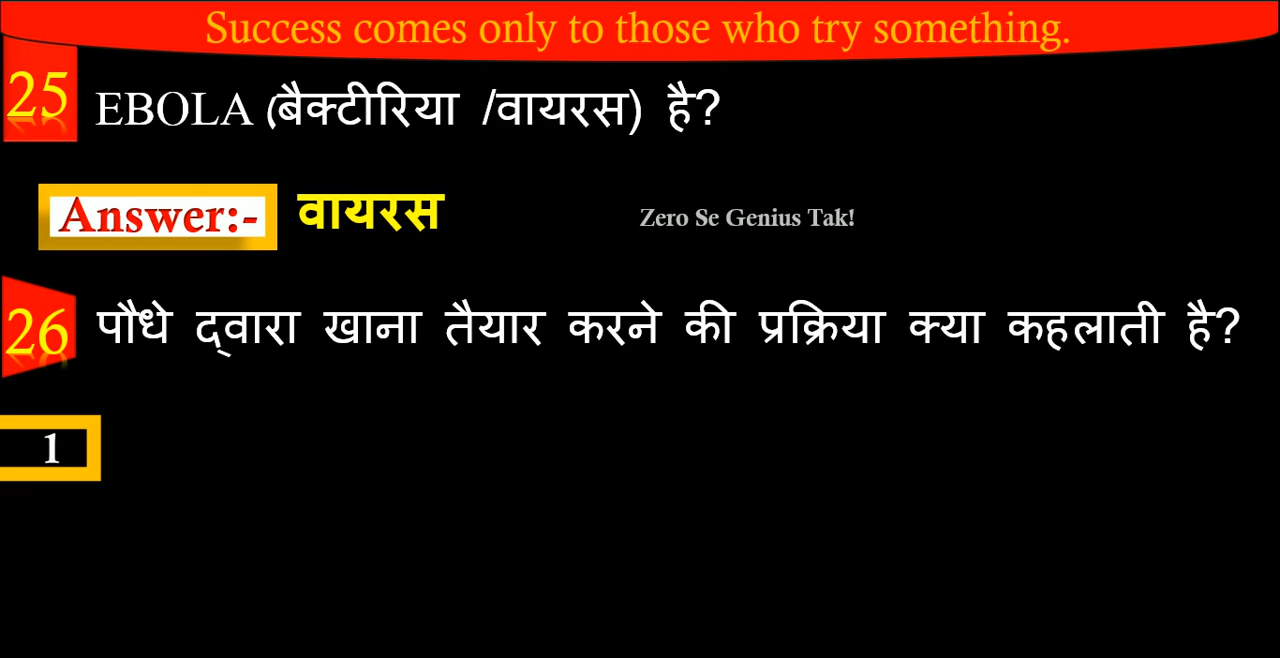 Success comes only to those who try something.
25 EBOLA (बैक्टीरिया /वायरस) है?
Answer:- वायरस Zero Se Genius Tak!
26 पौधे द्वारा खाना तैयार करने की प्रक्रिया क्या कहलाती है?
1